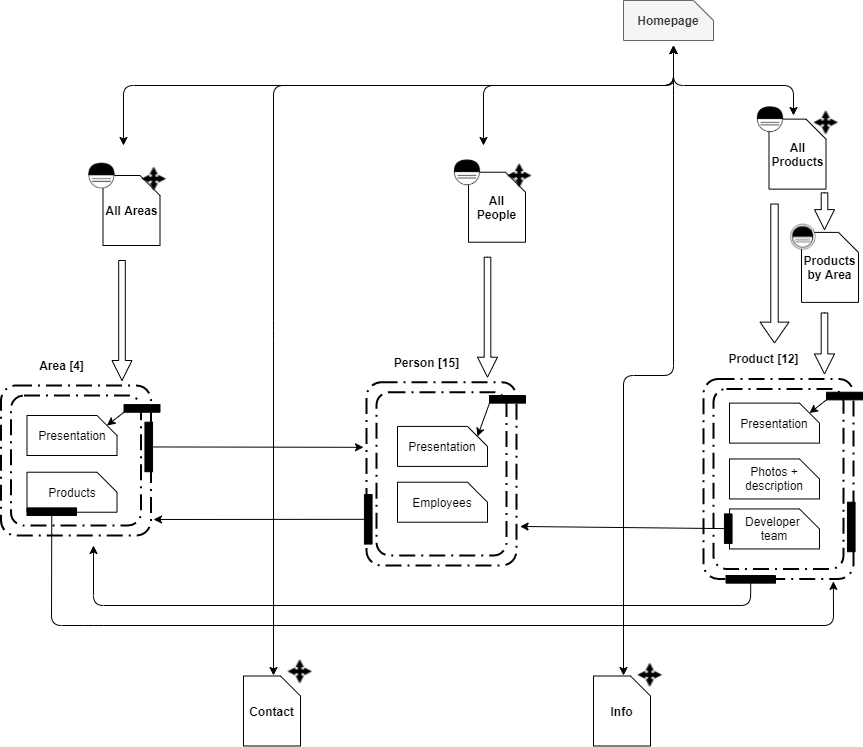 Homepage
All
Products
All Areas
All
People
Products
by Area
Area [4]
Person [15]
Product [12]
Presentation
Products
Presentation
Employees
Presentation
Photos +
description
Developer
team
Contact
Info